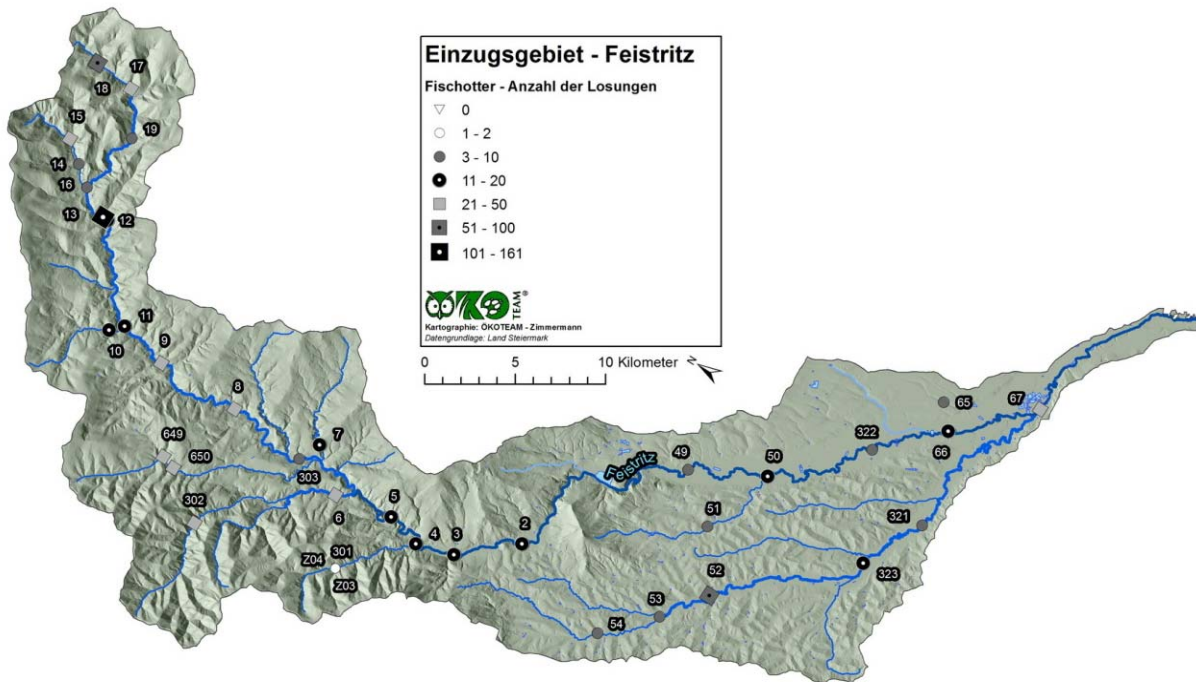 Einzugsgebiet - Feistritz
Fischotter - Anzahl der Losungen
0
1 - 2
3 - 10
11 - 20
21 - 50
51 - 100
101 - 161
ÖKO TEAM®
Kartographie: ÖKOTEAM - Zimmermann
Datengrundlage: Land Steiermark
0 5 10 Kilometer N
17
18
15
19
14
16
13
12
11
10
9
8
7
649
650
303
302
6
5
4
3
2
Z04
301
Z03
Feistritz
49
50
51
52
53
54
65
67
322
66
321
323